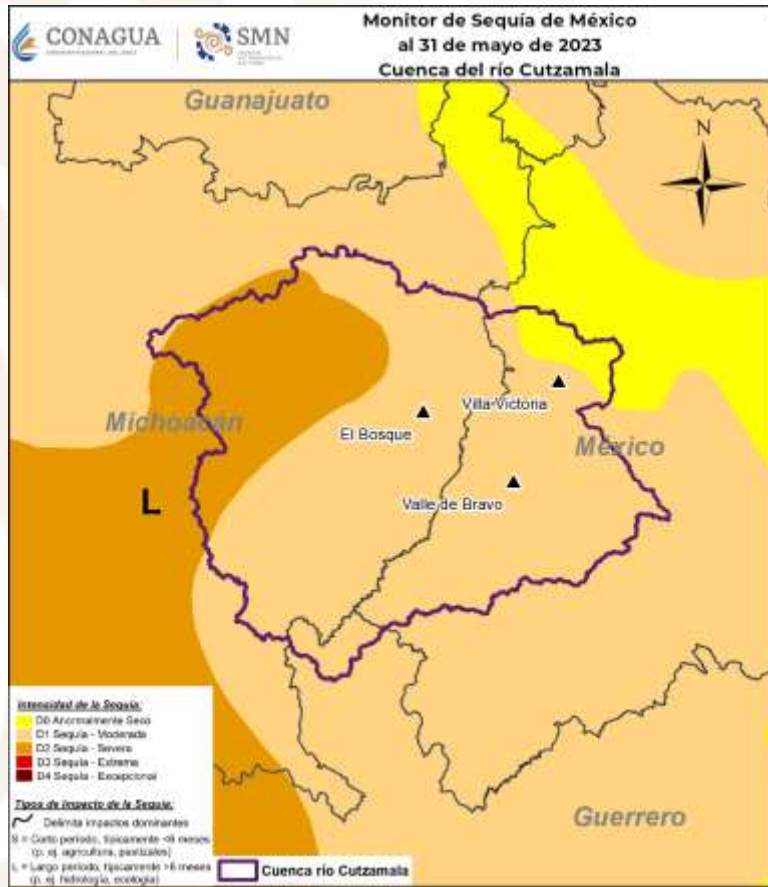 CONAGUA
SMN
Monitor de Sequía de México
al 31 de mayo de 2023
Cuenca del río Cutzamala
Guanajuato
N
Villa Victoria
Michoacán
El Bosque
México
L
Valle de Bravo
Intensidad de la Sequía:
D0 Anormalmente Seco
D1 Sequía - Moderada
D2 Sequía - Severa
D3 Sequía - Extrema
D4 Sequía - Excepcional
Tipos de impacto de la Sequía:
Delimita impactos dominantes
S = Corto período, típicamente <6 meses
(p. ej. agricultura, pastizales)
L = Largo período, típicamente >6 meses
(p. ej. hidrología, ecología)
Cuenca río Cutzamala
Guerrero